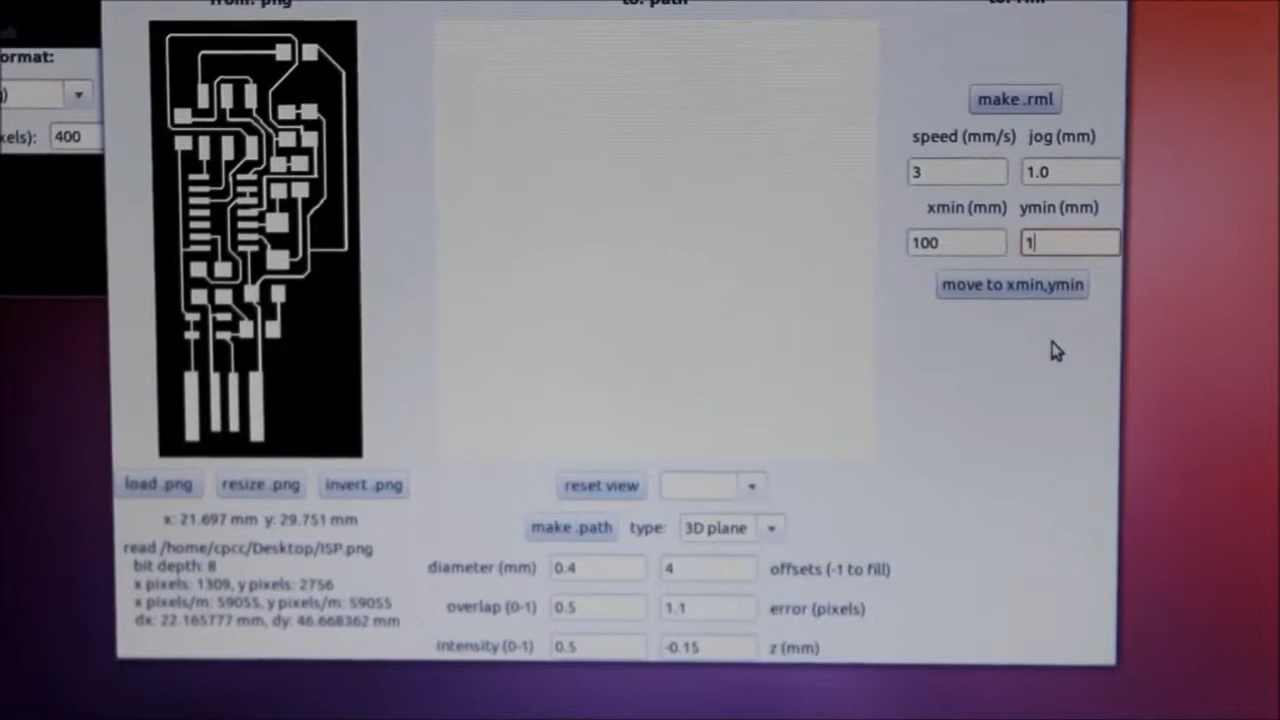 from: png
to: path
ormat:
make .rml
speed (mm/s) jog (mm)
xels): 400
3 1.0
xmin (mm) ymin (mm)
100 1
move to xmin,ymin
load .png resize .png invert .png
reset view
x: 21.697 mm y: 29.751 mm
make .path type: 3D plane
read /home/cpcc/Desktop/ISP.png
bit depth: 8
x pixels: 1309, y pixels: 2756
x pixels/m: 59055, y pixels/m: 59055
dx: 22.165777 mm, dy: 46.668362 mm
diameter (mm) 0.4 4 offsets (-1 to fill)
overlap (0-1) 0.5 1.1 error (pixels)
intensity (0-1) 0.5 -0.15 z (mm)